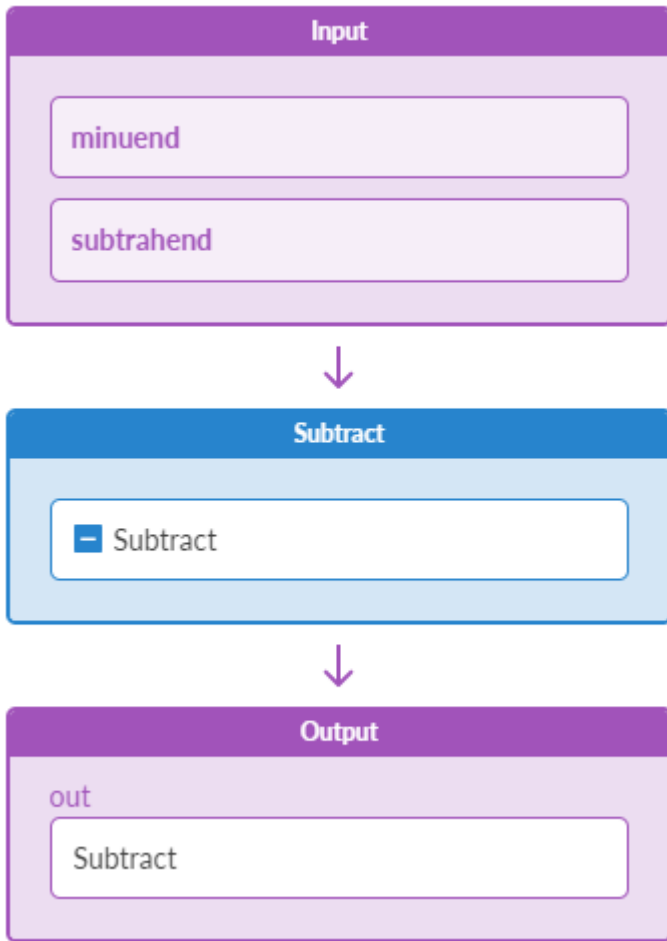 Input
minuend
subtrahend
Subtract
Subtract
Output
out
Subtract